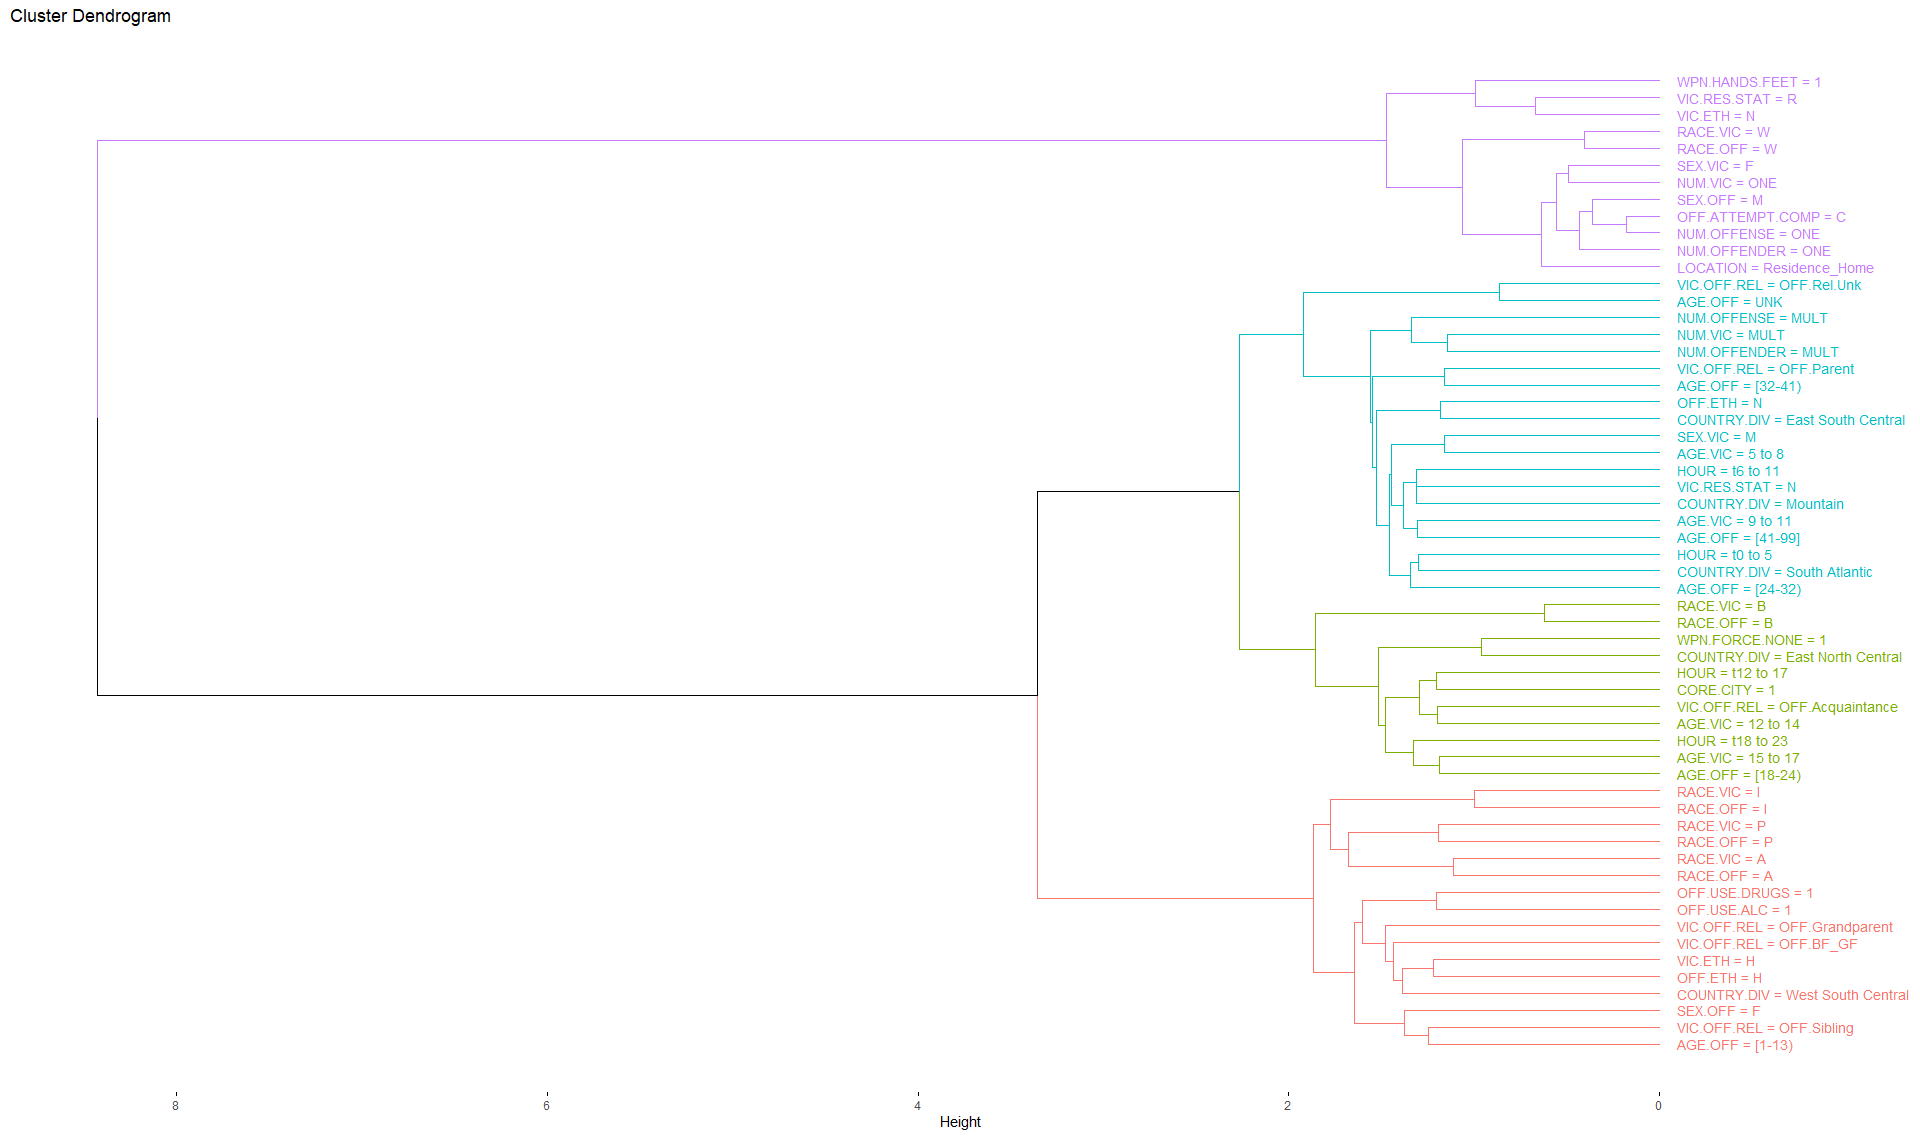 Cluster Dendrogram
WPN.HANDS.FEET = 1
VIC.RES.STAT = R
VIC.ETH = N
RACE.VIC = W
RACE.OFF = W
SEX.VIC = F
NUM.VIC = ONE
SEX.OFF = M
OFF.ATTEMPT.COMP = C
NUM.OFFENSE = ONE
NUM.OFFENDER = ONE
LOCATION = Residence_Home
VIC.OFF.REL = OFF.Rel.Unk
AGE.OFF = UNK
NUM.OFFENSE = MULT
NUM.VIC = MULT
NUM.OFFENDER = MULT
VIC.OFF.REL = OFF.Parent
AGE.OFF = [32-41)
OFF.ETH = N
COUNTRY.DIV = East South Central
SEX.VIC = M
AGE.VIC = 5 to 8
HOUR = t6 to 11
VIC.RES.STAT = N
COUNTRY.DIV = Mountain
AGE.VIC = 9 to 11
AGE.OFF = [41-99]
HOUR = t0 to 5
COUNTRY.DIV = South Atlantic
AGE.OFF = [24-32)
RACE.VIC = B
RACE.OFF = B
WPN.FORCE.NONE = 1
COUNTRY.DIV = East North Central
HOUR = t12 to 17
CORE.CITY = 1
VIC.OFF.REL = OFF.Acquaintance
AGE.VIC = 12 to 14
HOUR = t18 to 23
AGE.VIC = 15 to 17
AGE.OFF = [18-24)
RACE.VIC = I
RACE.OFF = I
RACE.VIC = P
RACE.OFF = P
RACE.VIC = A
RACE.OFF = A
OFF.USE.DRUGS = 1
OFF.USE.ALC = 1
VIC.OFF.REL = OFF.Grandparent
VIC.OFF.REL = OFF.BF_GF
VIC.ETH = H
OFF.ETH = H
COUNTRY.DIV = West South Central
SEX.OFF = F
VIC.OFF.REL = OFF.Sibling
AGE.OFF = [1-13)
8 6 4 2 0
Height